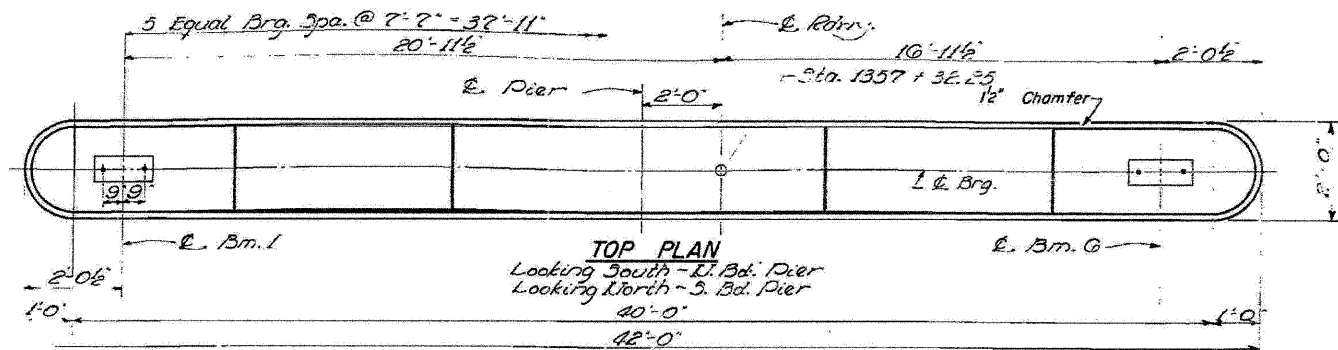 5 Equal Brg. Spa. @ 7'-7" = 37'-11"
℄ Rdwy.
20'-11½"
16'-11½"
2'-0½"
-Sta. 1357 + 32.25
℄ Pier
2'-0"
1½" Chamfer
2'-0"
9" 9"
℄ Brg.
℄ Bm. 1
℄ Bm. 6
TOP PLAN
Looking South - N. Bd. Pier
Looking North - S. Bd. Pier
2'-0½"
1'-0"
40'-0"
1'-0"
42'-0"